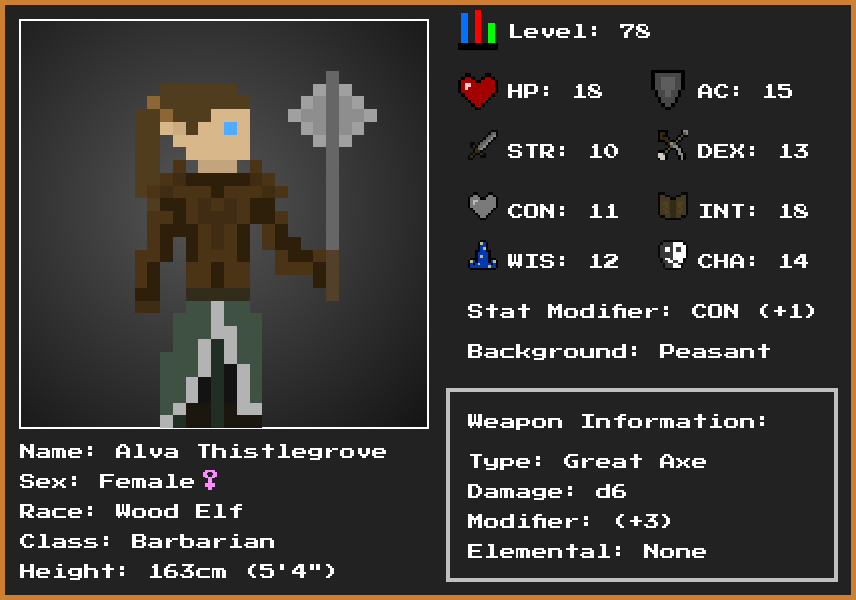 Level: 78
HP: 18
AC: 15
STR: 10
DEX: 13
CON: 11
INT: 18
WIS: 12
CHA: 14
Stat Modifier: CON (+1)
Background: Peasant
Weapon Information:
Type: Great Axe
Damage: d6
Modifier: (+3)
Elemental: None
Name: Alva Thistlegrove
Sex: Female♀
Race: Wood Elf
Class: Barbarian
Height: 163cm (5'4")